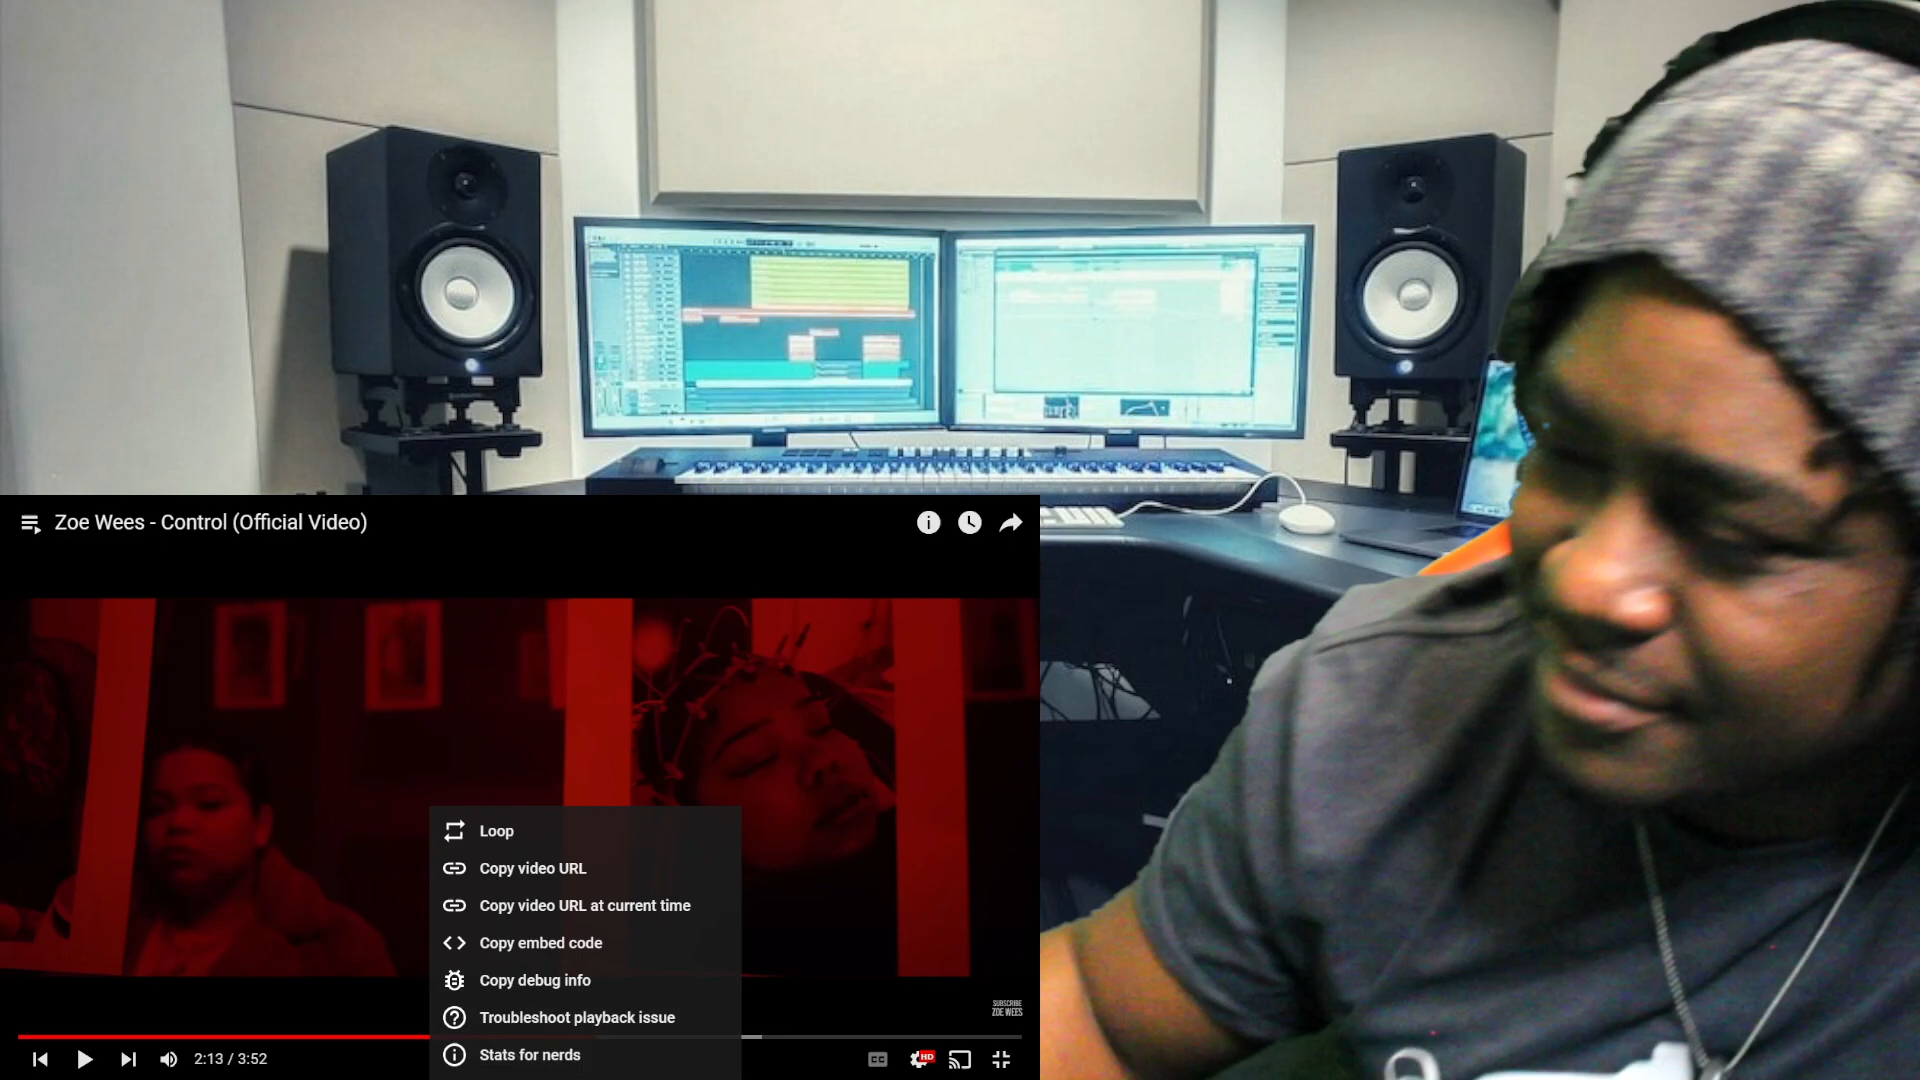 Zoe Wees - Control (Official Video)
Loop
Copy video URL
Copy video URL at current time
Copy embed code
Copy debug info
Troubleshoot playback issue
Stats for nerds
SUBSCRIBE
ZOE WEES
2:13 / 3:52
CC
HD